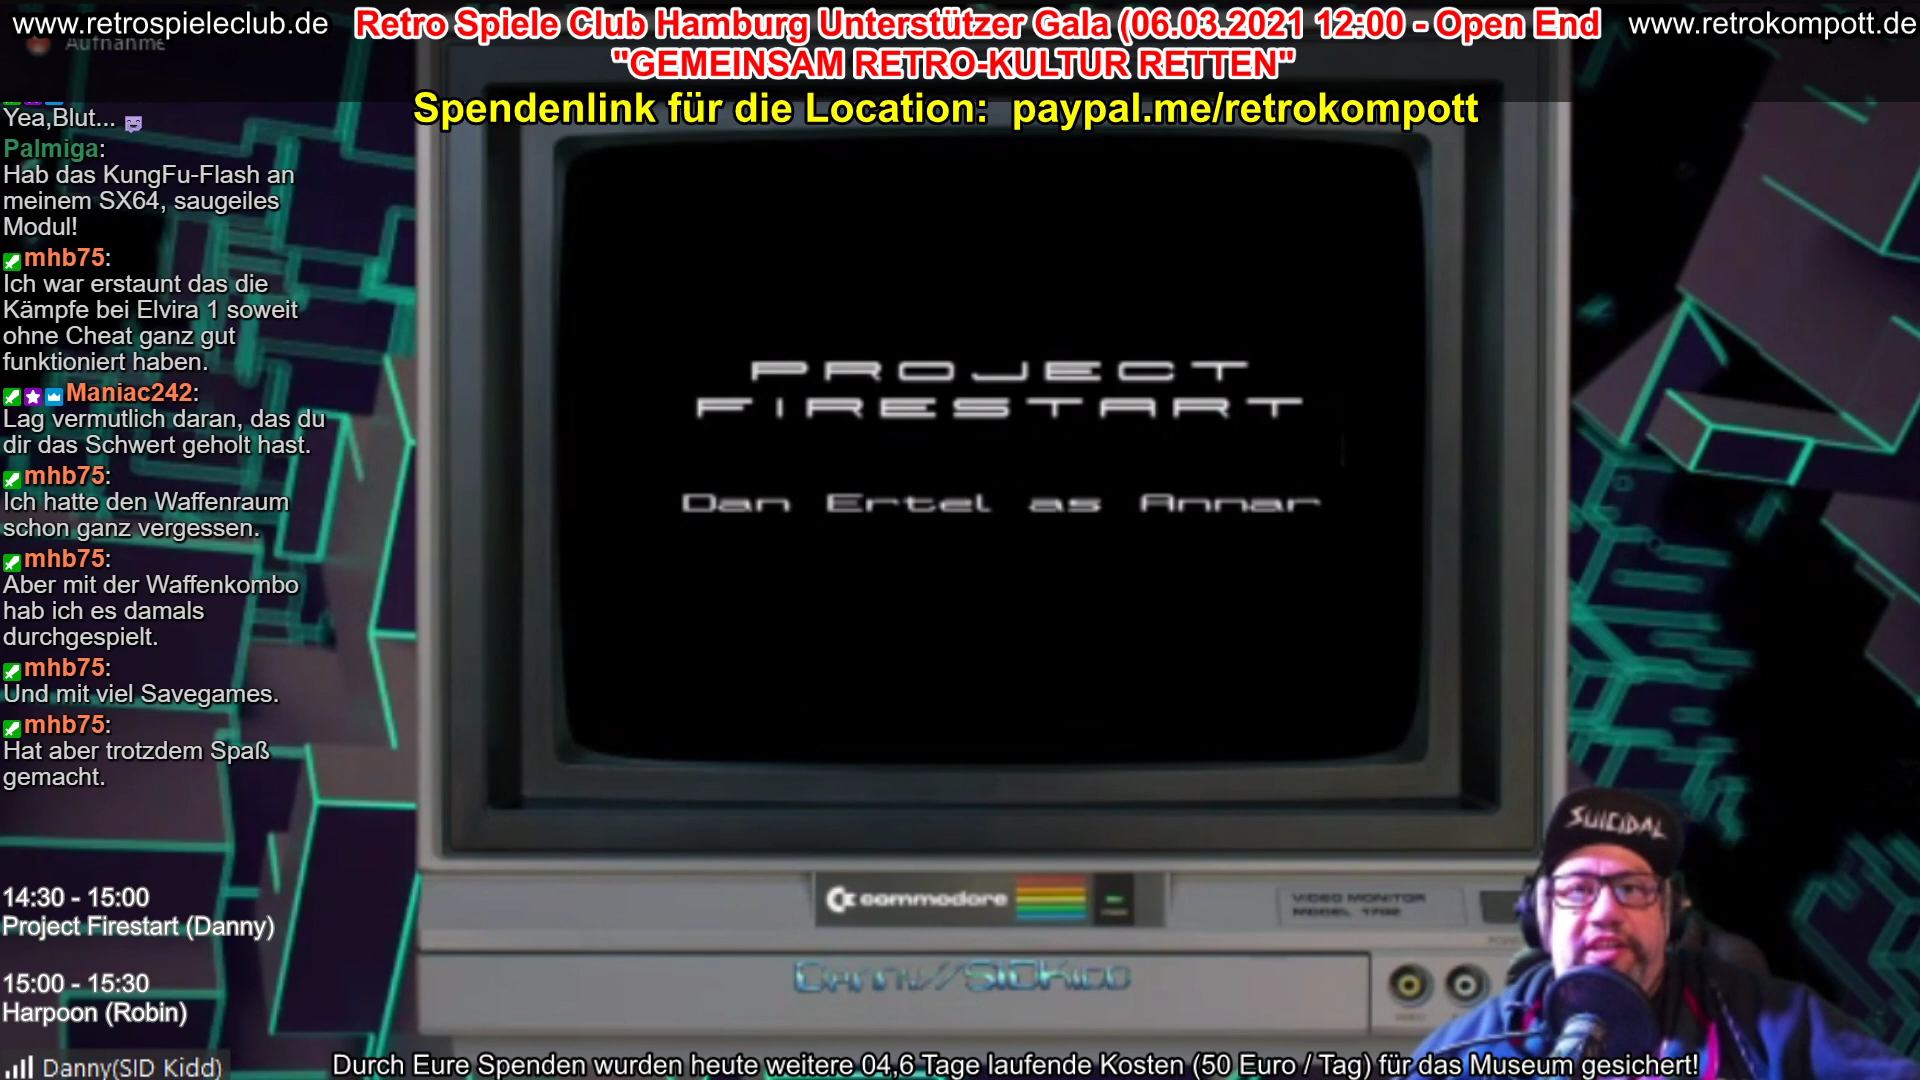 www.retrospieleclub.de
Retro Spiele Club Hamburg Unterstützer Gala (06.03.2021 12:00 - Open End
www.retrokompott.de
Aufnahme
"GEMEINSAM RETRO-KULTUR RETTEN"
Spendenlink für die Location: paypal.me/retrokompott
Yea,Blut...
Palmiga:
Hab das KungFu-Flash an
meinem SX64, saugeiles
Modul!
mhb75:
Ich war erstaunt das die
Kämpfe bei Elvira 1 soweit
ohne Cheat ganz gut
funktioniert haben.
Maniac242:
Lag vermutlich daran, das du
dir das Schwert geholt hast.
mhb75:
Ich hatte den Waffenraum
schon ganz vergessen.
mhb75:
Aber mit der Waffenkombo
hab ich es damals
durchgespielt.
mhb75:
Und mit viel Savegames.
mhb75:
Hat aber trotzdem Spaß
gemacht.
PROJECT
FIRESTART
Dan Ertel as Annar
14:30 - 15:00
Project Firestart (Danny)
15:00 - 15:30
Harpoon (Robin)
commodore
VIDEO MONITOR
MODEL 1702
Danny//SIDKidd
SUICIDAL
Danny(SID Kidd)
Durch Eure Spenden wurden heute weitere 04,6 Tage laufende Kosten (50 Euro / Tag) für das Museum gesichert!